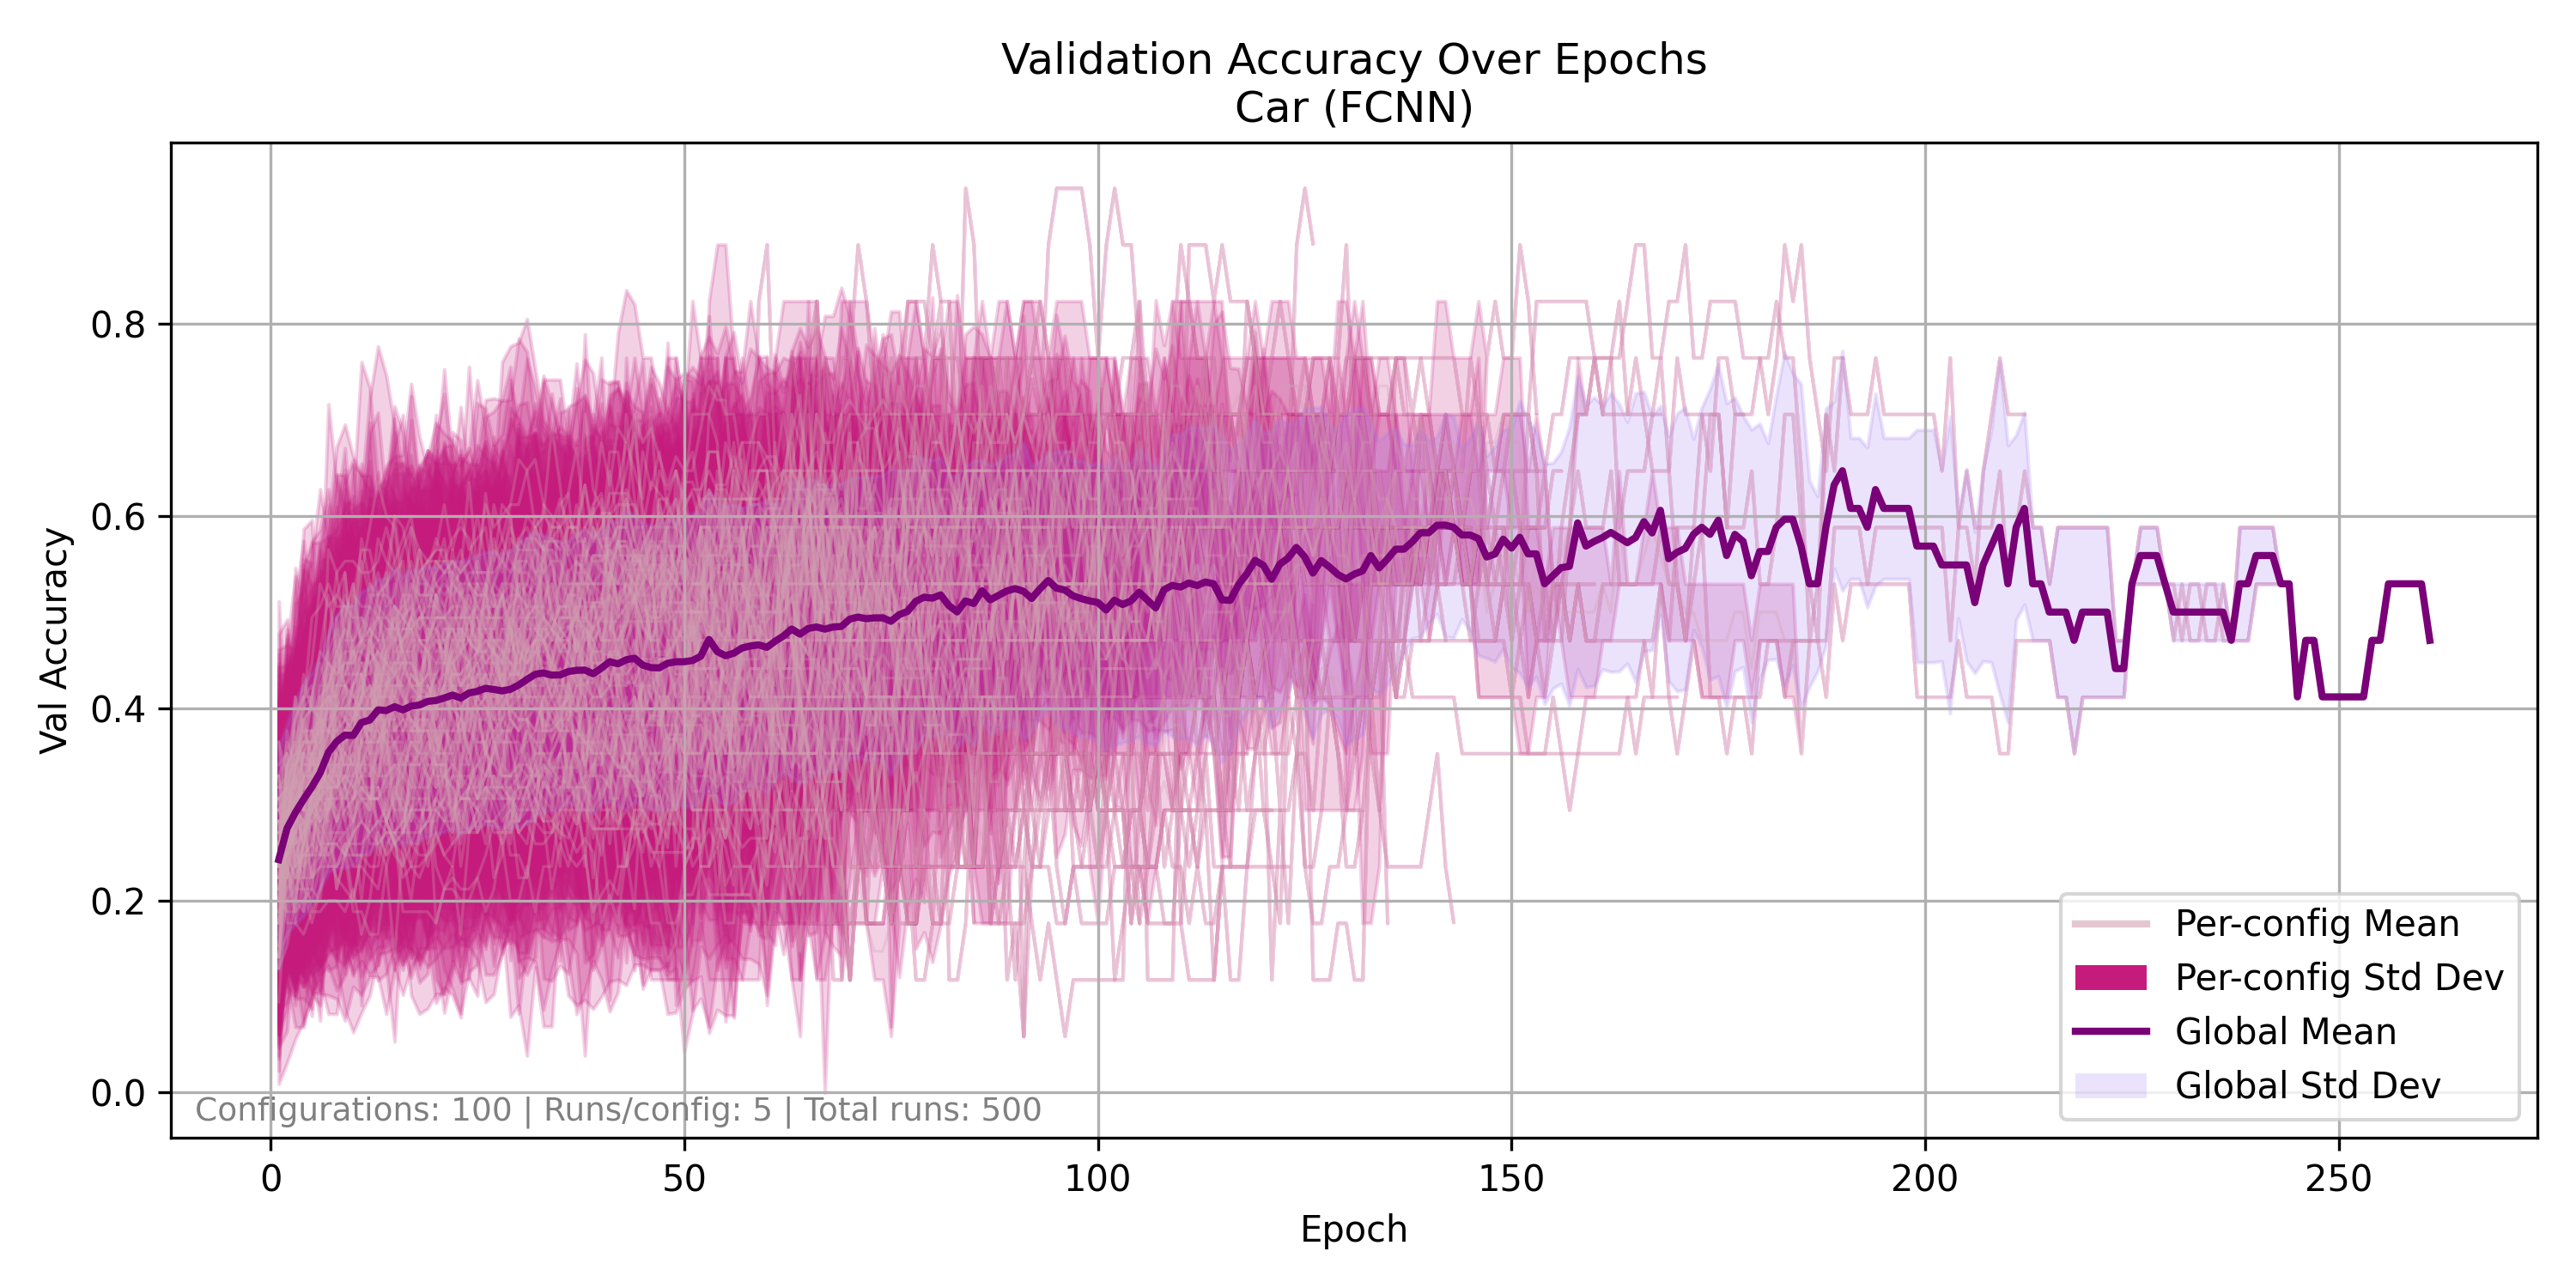 Validation Accuracy Over Epochs
Car (FCNN)
Val Accuracy
0.8
0.6
0.4
0.2
0.0
Configurations: 100 | Runs/config: 5 | Total runs: 500
Per-config Mean
Per-config Std Dev
Global Mean
Global Std Dev
0 50 100 150 200 250
Epoch